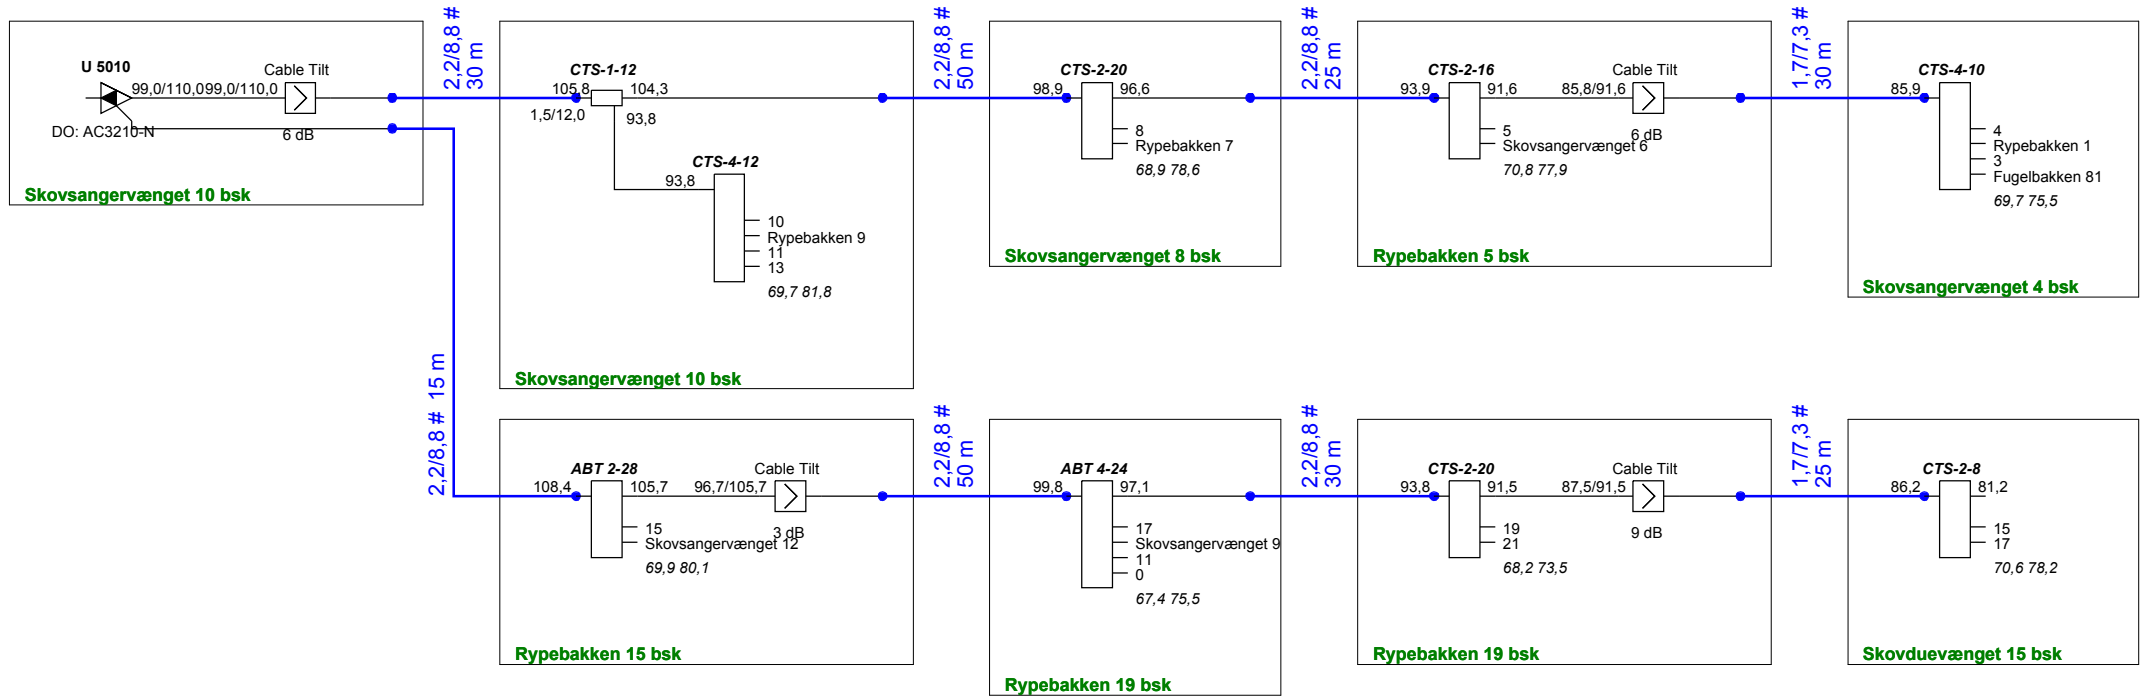 U 5010
99,0/110,0
99,0/110,0
Cable Tilt
6 dB
DO: AC3210-N
Skovsangervænget 10 bsk
2,2/8,8 #
30 m
CTS-1-12
105,8
104,3
1,5/12,0
93,8
CTS-4-12
93,8
10
Rypebakken 9
11
13
69,7 81,8
Skovsangervænget 10 bsk
2,2/8,8 #
50 m
CTS-2-20
98,9
96,6
8
Rypebakken 7
68,9 78,6
Skovsangervænget 8 bsk
2,2/8,8 #
25 m
CTS-2-16
93,9
91,6
5
Skovsangervænget 6
70,8 77,9
85,8/91,6
Cable Tilt
6 dB
Rypebakken 5 bsk
1,7/7,3 #
30 m
CTS-4-10
85,9
4
Rypebakken 1
3
Fugelbakken 81
69,7 75,5
Skovsangervænget 4 bsk
2,2/8,8 # 15 m
ABT 2-28
108,4
105,7
15
Skovsangervænget 12
69,9 80,1
96,7/105,7
Cable Tilt
3 dB
Rypebakken 15 bsk
2,2/8,8 #
50 m
ABT 4-24
99,8
97,1
17
Skovsangervænget 9
11
0
67,4 75,5
Rypebakken 19 bsk
2,2/8,8 #
30 m
CTS-2-20
93,8
91,5
19
21
68,2 73,5
87,5/91,5
Cable Tilt
9 dB
Rypebakken 19 bsk
1,7/7,3 #
25 m
CTS-2-8
86,2
81,2
15
17
70,6 78,2
Skovduevænget 15 bsk